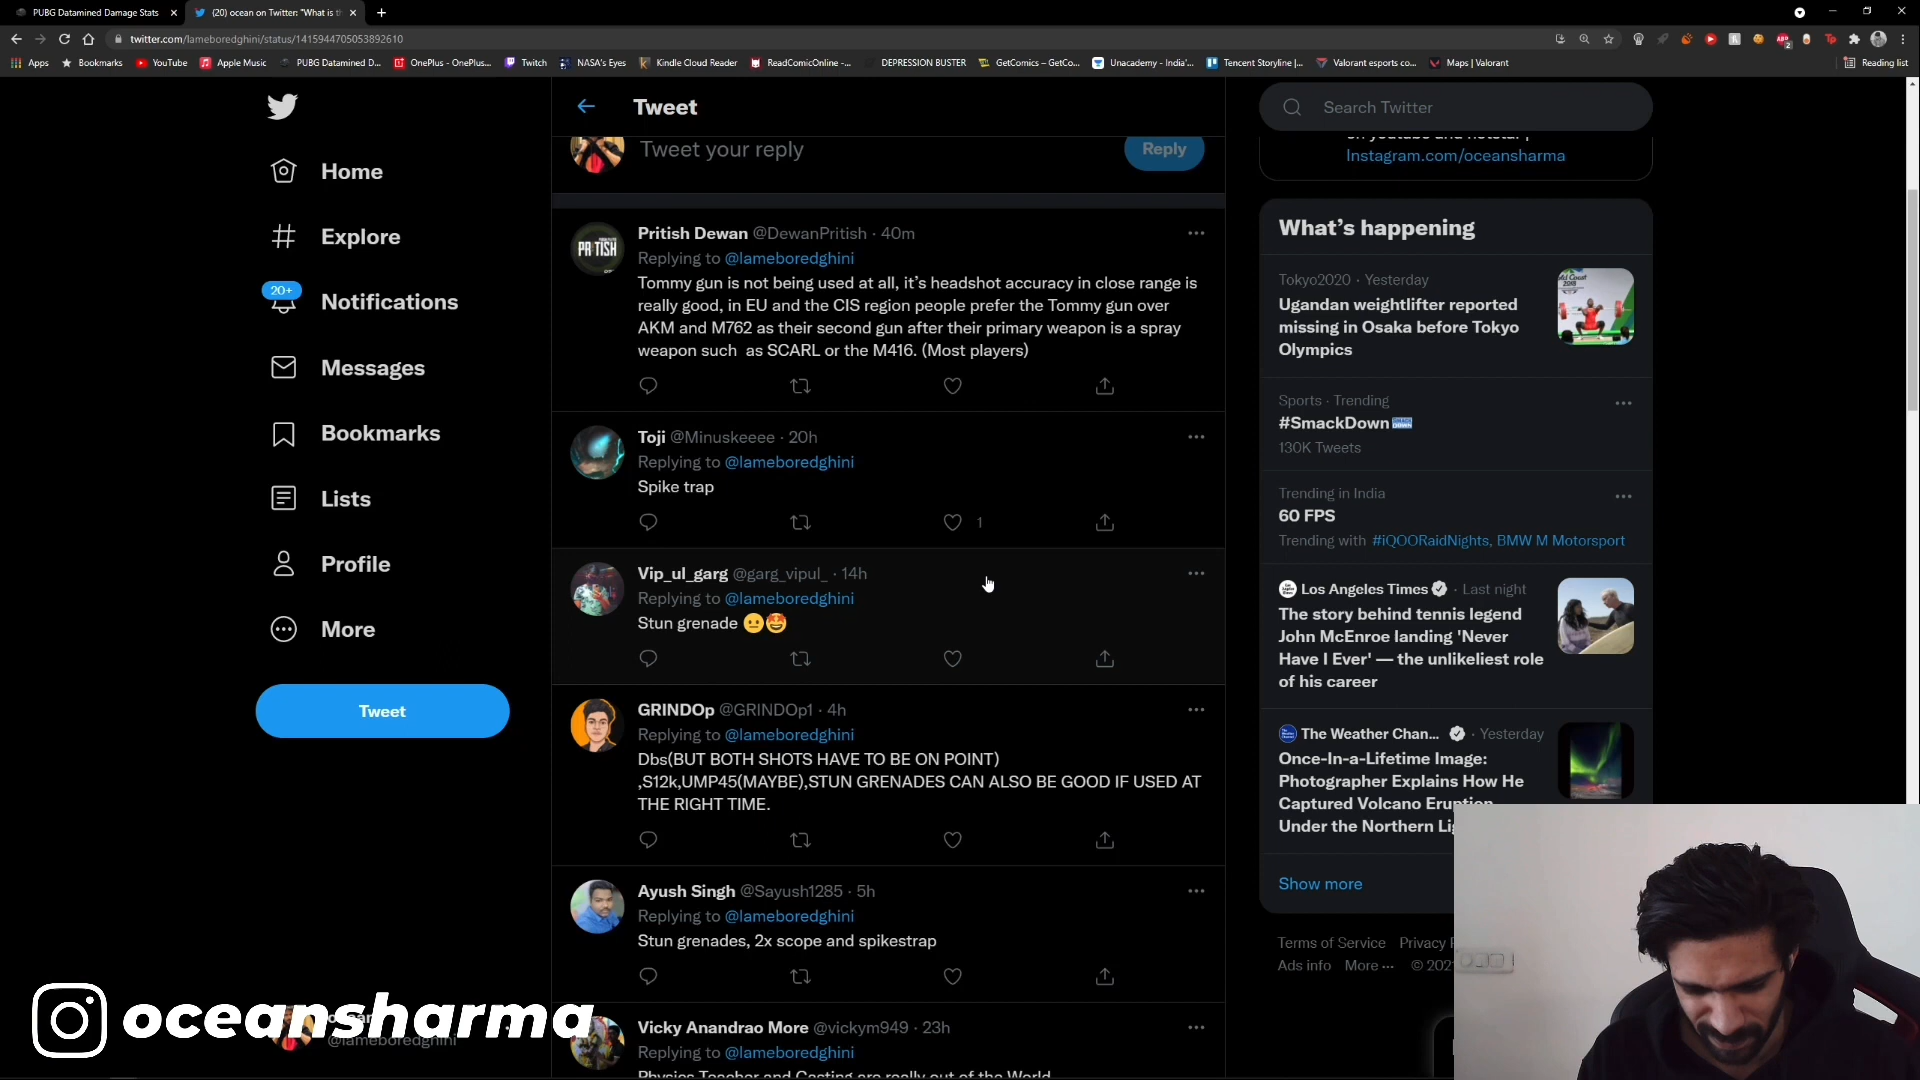 PUBG Datamined Damage Stats
(20) ocean on Twitter: "What is th
twitter.com/lameboredghini/status/1415944705053892610
Apps
Bookmarks
YouTube
Apple Music
PUBG Datamined D...
OnePlus - OnePlus...
Twitch
NASA's Eyes
Kindle Cloud Reader
ReadComicOnline -...
DEPRESSION BUSTER
GetComics – GetCo...
Unacademy - India'...
Tencent Storyline |...
Valorant esports co...
Maps | Valorant
Reading list
Home
Explore
20+
Notifications
Messages
Bookmarks
Lists
Profile
More
Tweet
Tweet
Tweet your reply
Reply
Pritish Dewan @DewanPritish · 40m
Replying to @lameboredghini
Tommy gun is not being used at all, it's headshot accuracy in close range is
really good, in EU and the CIS region people prefer the Tommy gun over
AKM and M762 as their second gun after their primary weapon is a spray
weapon such as SCARL or the M416. (Most players)
Toji @Minuskeeee · 20h
Replying to @lameboredghini
Spike trap
1
Vip_ul_garg @garg_vipul_ · 14h
Replying to @lameboredghini
Stun grenade 😐🤩
GRINDOp @GRINDOp1 · 4h
Replying to @lameboredghini
Dbs(BUT BOTH SHOTS HAVE TO BE ON POINT)
,S12k,UMP45(MAYBE),STUN GRENADES CAN ALSO BE GOOD IF USED AT
THE RIGHT TIME.
Ayush Singh @Sayush1285 · 5h
Replying to @lameboredghini
Stun grenades, 2x scope and spikestrap
Vicky Anandrao More @vickym949 · 23h
Replying to @lameboredghini
Physics Teacher and Casting are really out of the World
Search Twitter
on youtube and hotstar |
Instagram.com/oceansharma
What's happening
Tokyo2020 · Yesterday
Ugandan weightlifter reported
missing in Osaka before Tokyo
Olympics
Sports · Trending
#SmackDown
130K Tweets
Trending in India
60 FPS
Trending with #iQOORaidNights, BMW M Motorsport
Los Angeles Times · Last night
The story behind tennis legend
John McEnroe landing 'Never
Have I Ever' — the unlikeliest role
of his career
The Weather Chan... · Yesterday
Once-In-a-Lifetime Image:
Photographer Explains How He
Captured Volcano Eruption
Under the Northern Li
Show more
Terms of Service Privacy
Ads info More ··· © 202
oceansharma
@lameboredghini